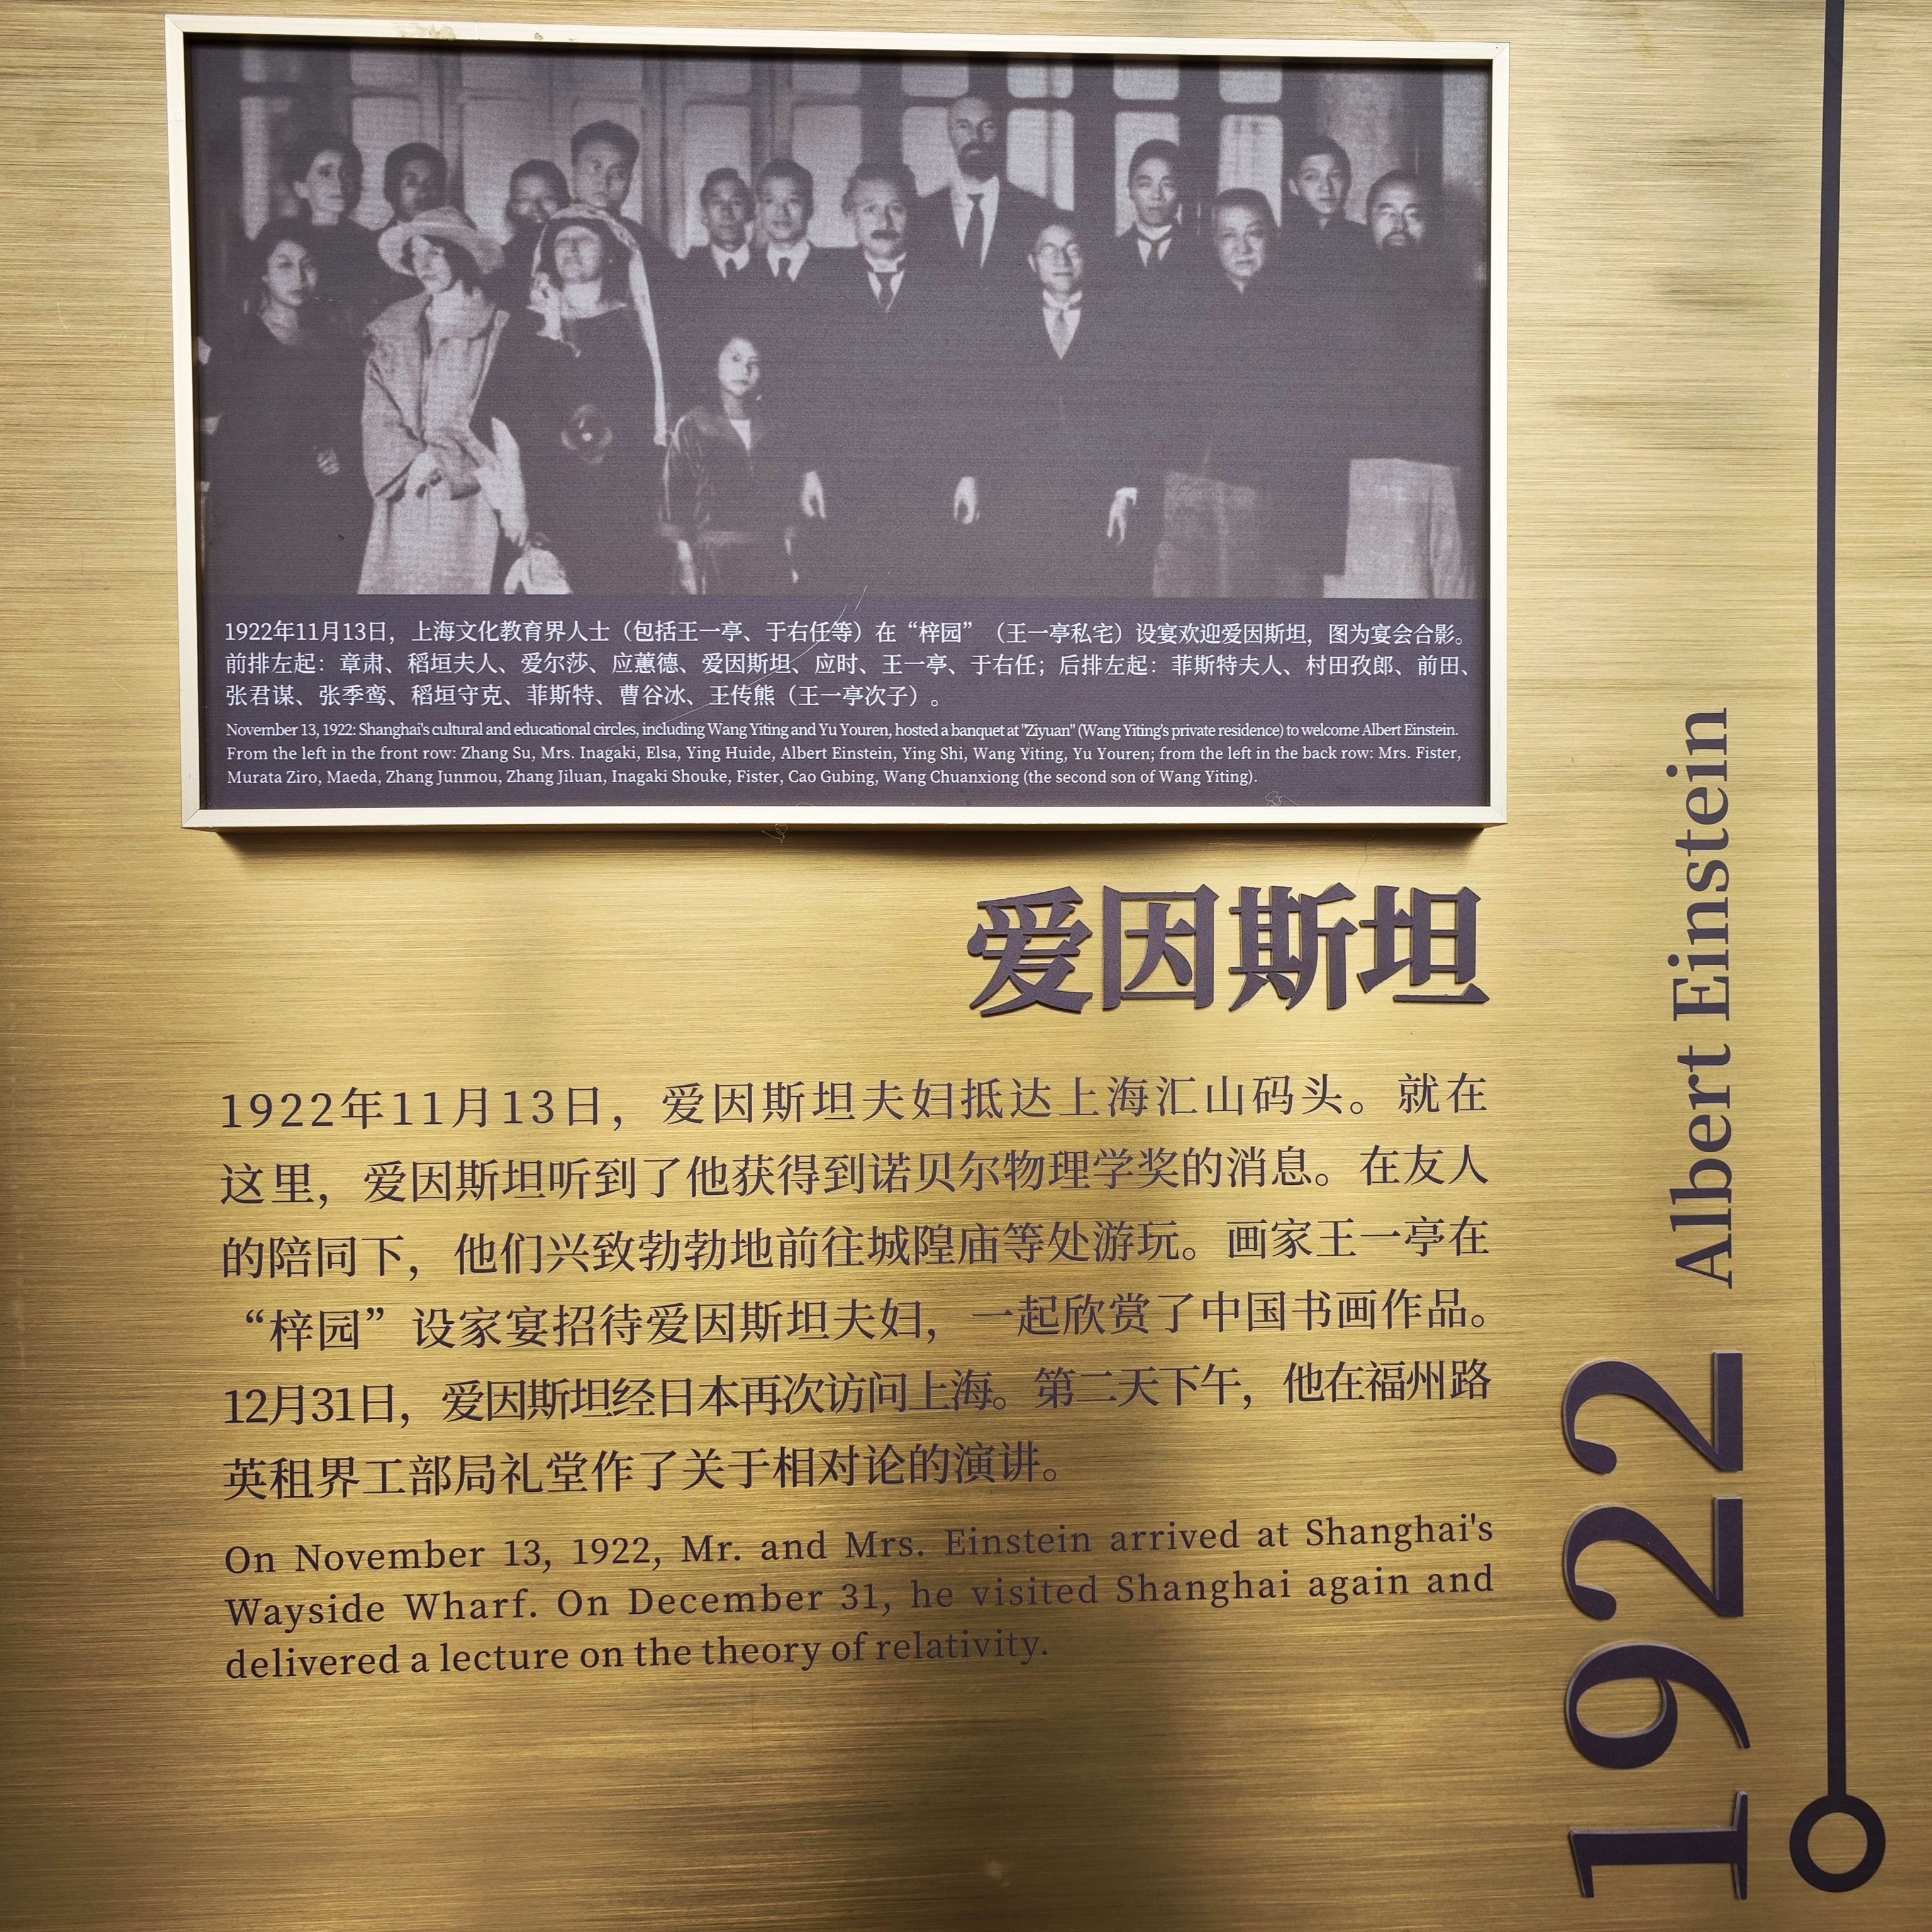 1922年11月13日，上海文化教育界人士（包括王一亭、于右任等）在“梓园”（王一亭私宅）设宴欢迎爱因斯坦，图为宴会合影。
前排左起：章肃、稻垣夫人、爱尔莎、应蕙德、爱因斯坦、应时、王一亭、于右任；后排左起：菲斯特夫人、村田孜郎、前田、
张君谋、张季鸾、稻垣守克、菲斯特、曹谷冰、王传熊（王一亭次子）。
November 13, 1922: Shanghai's cultural and educational circles, including Wang Yiting and Yu Youren, hosted a banquet at "Ziyuan" (Wang Yiting's private residence) to welcome Albert Einstein.
From the left in the front row: Zhang Su, Mrs. Inagaki, Elsa, Ying Huide, Albert Einstein, Ying Shi, Wang Yiting, Yu Youren; from the left in the back row: Mrs. Fister,
Murata Ziro, Maeda, Zhang Junmou, Zhang Jiluan, Inagaki Shouke, Fister, Cao Gubing, Wang Chuanxiong (the second son of Wang Yiting).
爱因斯坦
1922年11月13日，爱因斯坦夫妇抵达上海汇山码头。就在
这里，爱因斯坦听到了他获得到诺贝尔物理学奖的消息。在友人
的陪同下，他们兴致勃勃地前往城隍庙等处游玩。画家王一亭在
“梓园”设家宴招待爱因斯坦夫妇，一起欣赏了中国书画作品。
12月31日，爱因斯坦经日本再次访问上海。第二天下午，他在福州路
英租界工部局礼堂作了关于相对论的演讲。
On November 13, 1922, Mr. and Mrs. Einstein arrived at Shanghai's
Wayside Wharf. On December 31, he visited Shanghai again and
delivered a lecture on the theory of relativity.
1922 Albert Einstein